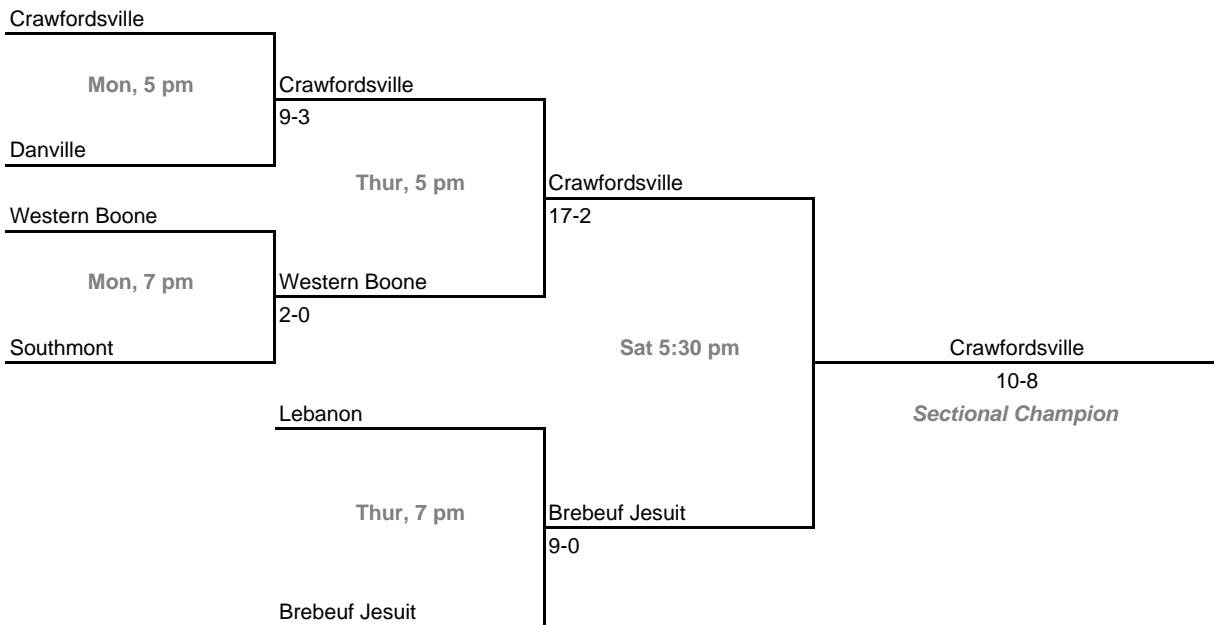 Crawfordsville
Mon, 5 pm
Crawfordsville
9-3
Danville
Thur, 5 pm
Crawfordsville
17-2
Western Boone
Mon, 7 pm
Western Boone
2-0
Southmont
Sat 5:30 pm
Crawfordsville
10-8
Sectional Champion
Lebanon
Thur, 7 pm
Brebeuf Jesuit
9-0
Brebeuf Jesuit